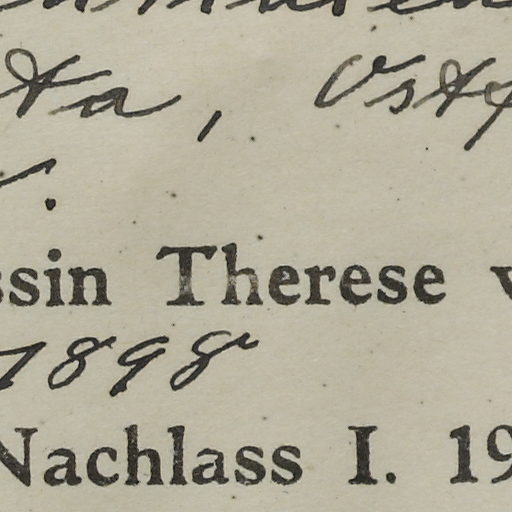 ta, Ostp
ssin Therese v
1898
Nachlass I. 19